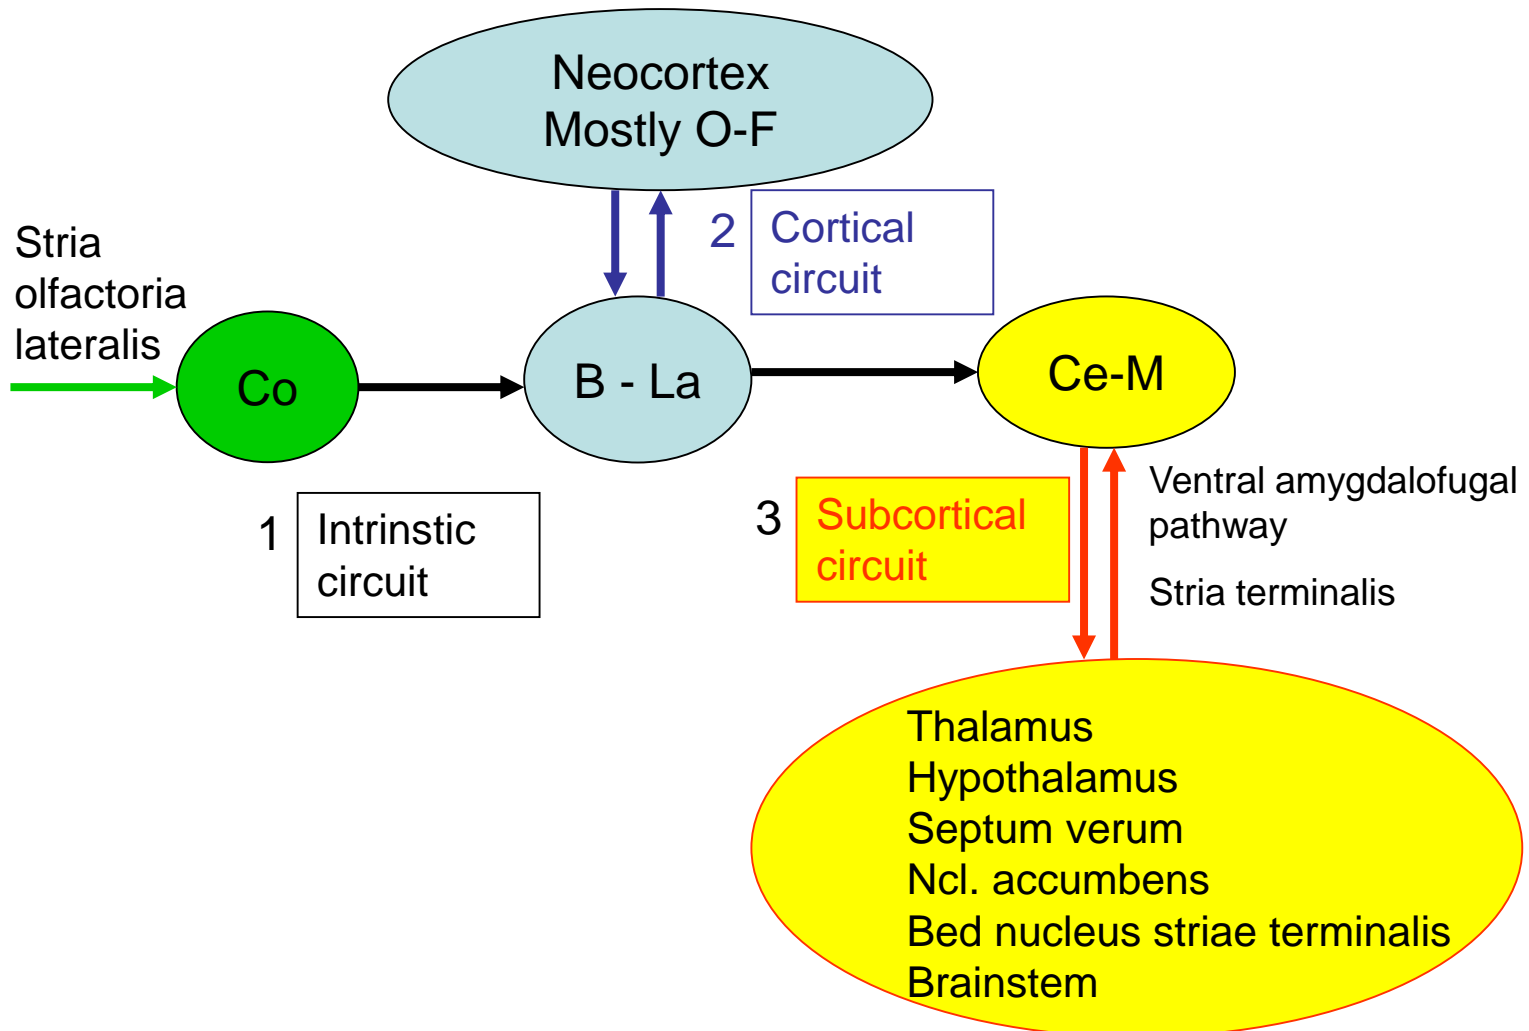 Neocortex
Mostly O-F
Stria
olfactoria
lateralis
2
Cortical
circuit
Co
B - La
Ce-M
1
Intrinstic
circuit
3
Subcortical
circuit
Ventral amygdalofugal
pathway
Stria terminalis
Thalamus
Hypothalamus
Septum verum
Ncl. accumbens
Bed nucleus striae terminalis
Brainstem